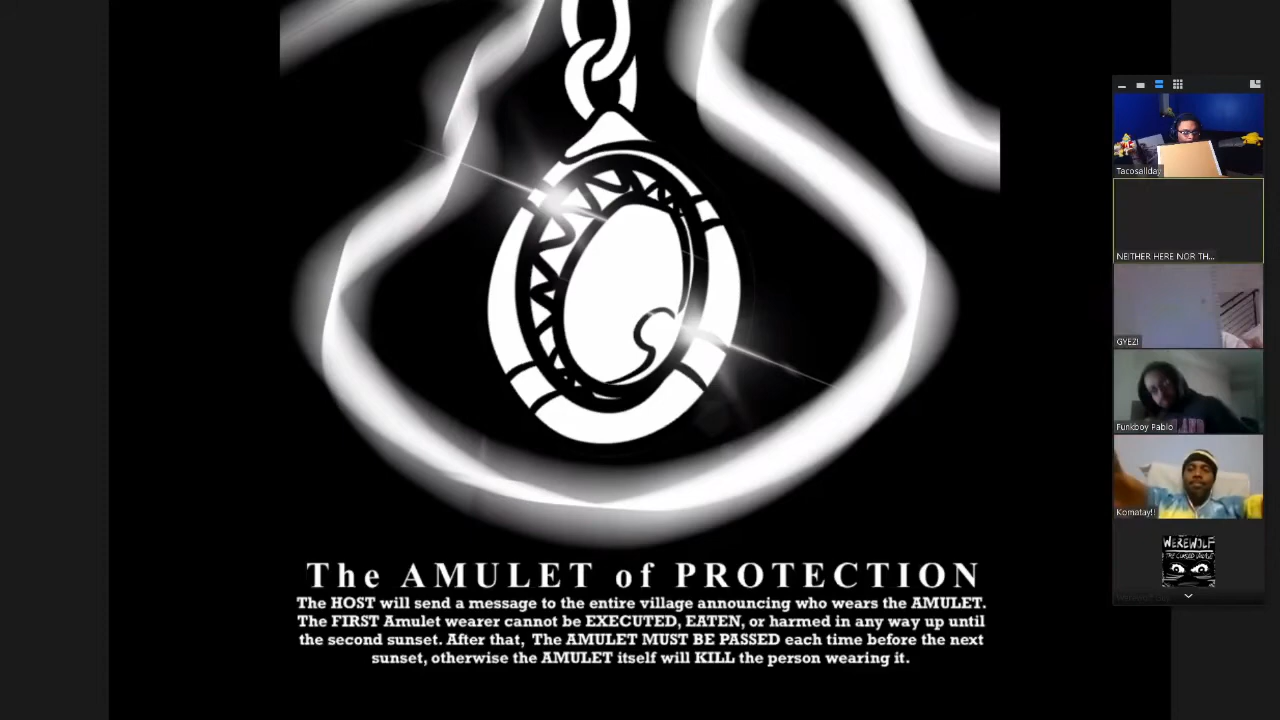 Tacosallday
NEITHER HERE NOR TH...
GYEZI
Funkboy Pablo
Komatay!!
WEREWOLF
The AMULET of PROTECTION
The HOST will send a message to the entire village announcing who wears the AMULET.
The FIRST Amulet wearer cannot be EXECUTED, EATEN, or harmed in any way up until
the second sunset. After that, The AMULET MUST BE PASSED each time before the next
sunset, otherwise the AMULET itself will KILL the person wearing it.